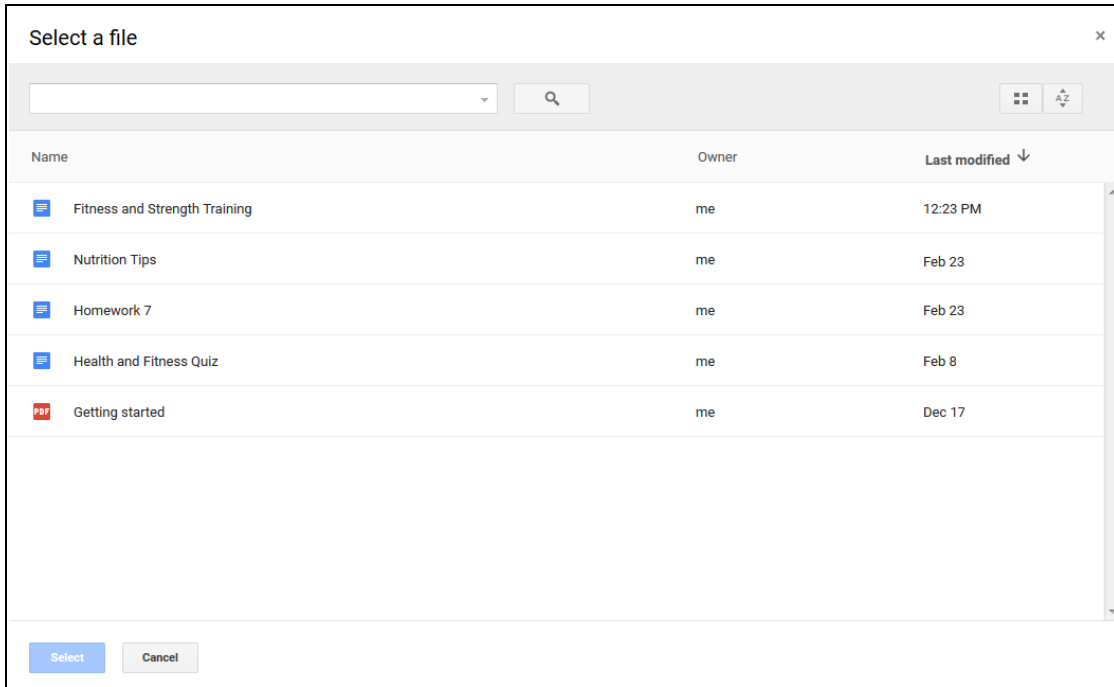 Select a file
Name Owner Last modified
Fitness and Strength Training me 12:23 PM
Nutrition Tips me Feb 23
Homework 7 me Feb 23
Health and Fitness Quiz me Feb 8
PDF Getting started me Dec 17
Select Cancel
AZ